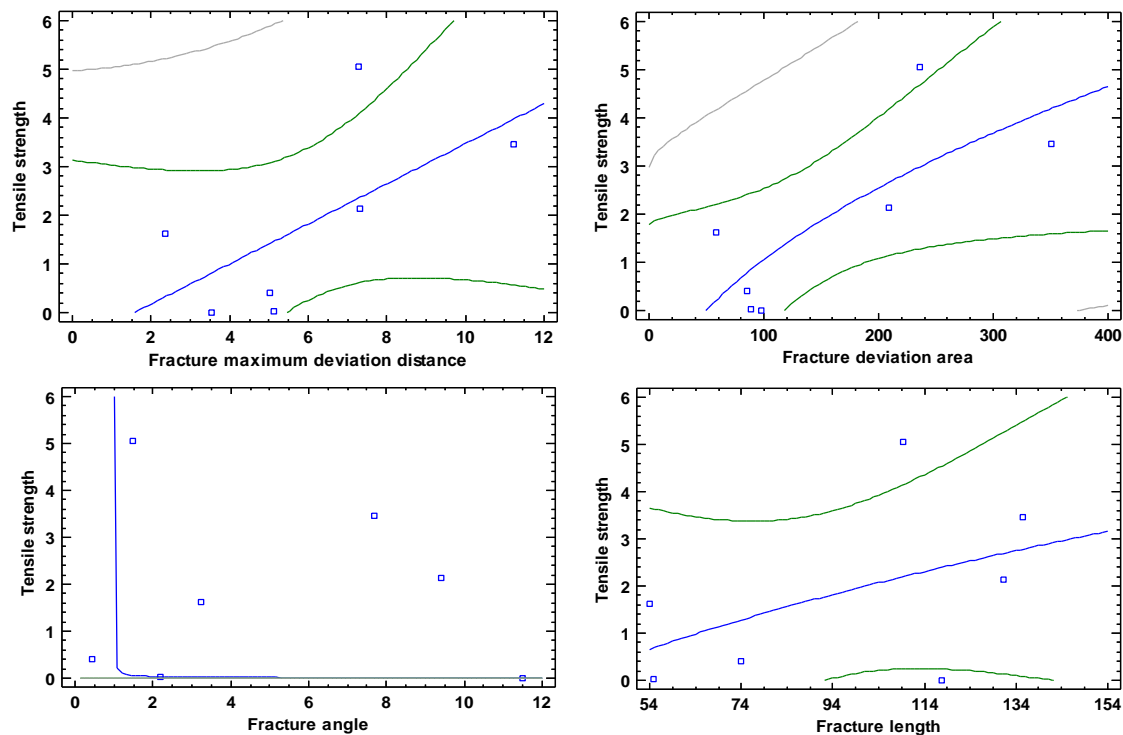 6
5
4
3
2
1
0
Tensile strength
0 2 4 6 8 10 12
Fracture maximum deviation distance
6
5
4
3
2
1
0
Tensile strength
0 100 200 300 400
Fracture deviation area
6
5
4
3
2
1
0
Tensile strength
0 2 4 6 8 10 12
Fracture angle
6
5
4
3
2
1
0
Tensile strength
54 74 94 114 134 154
Fracture length